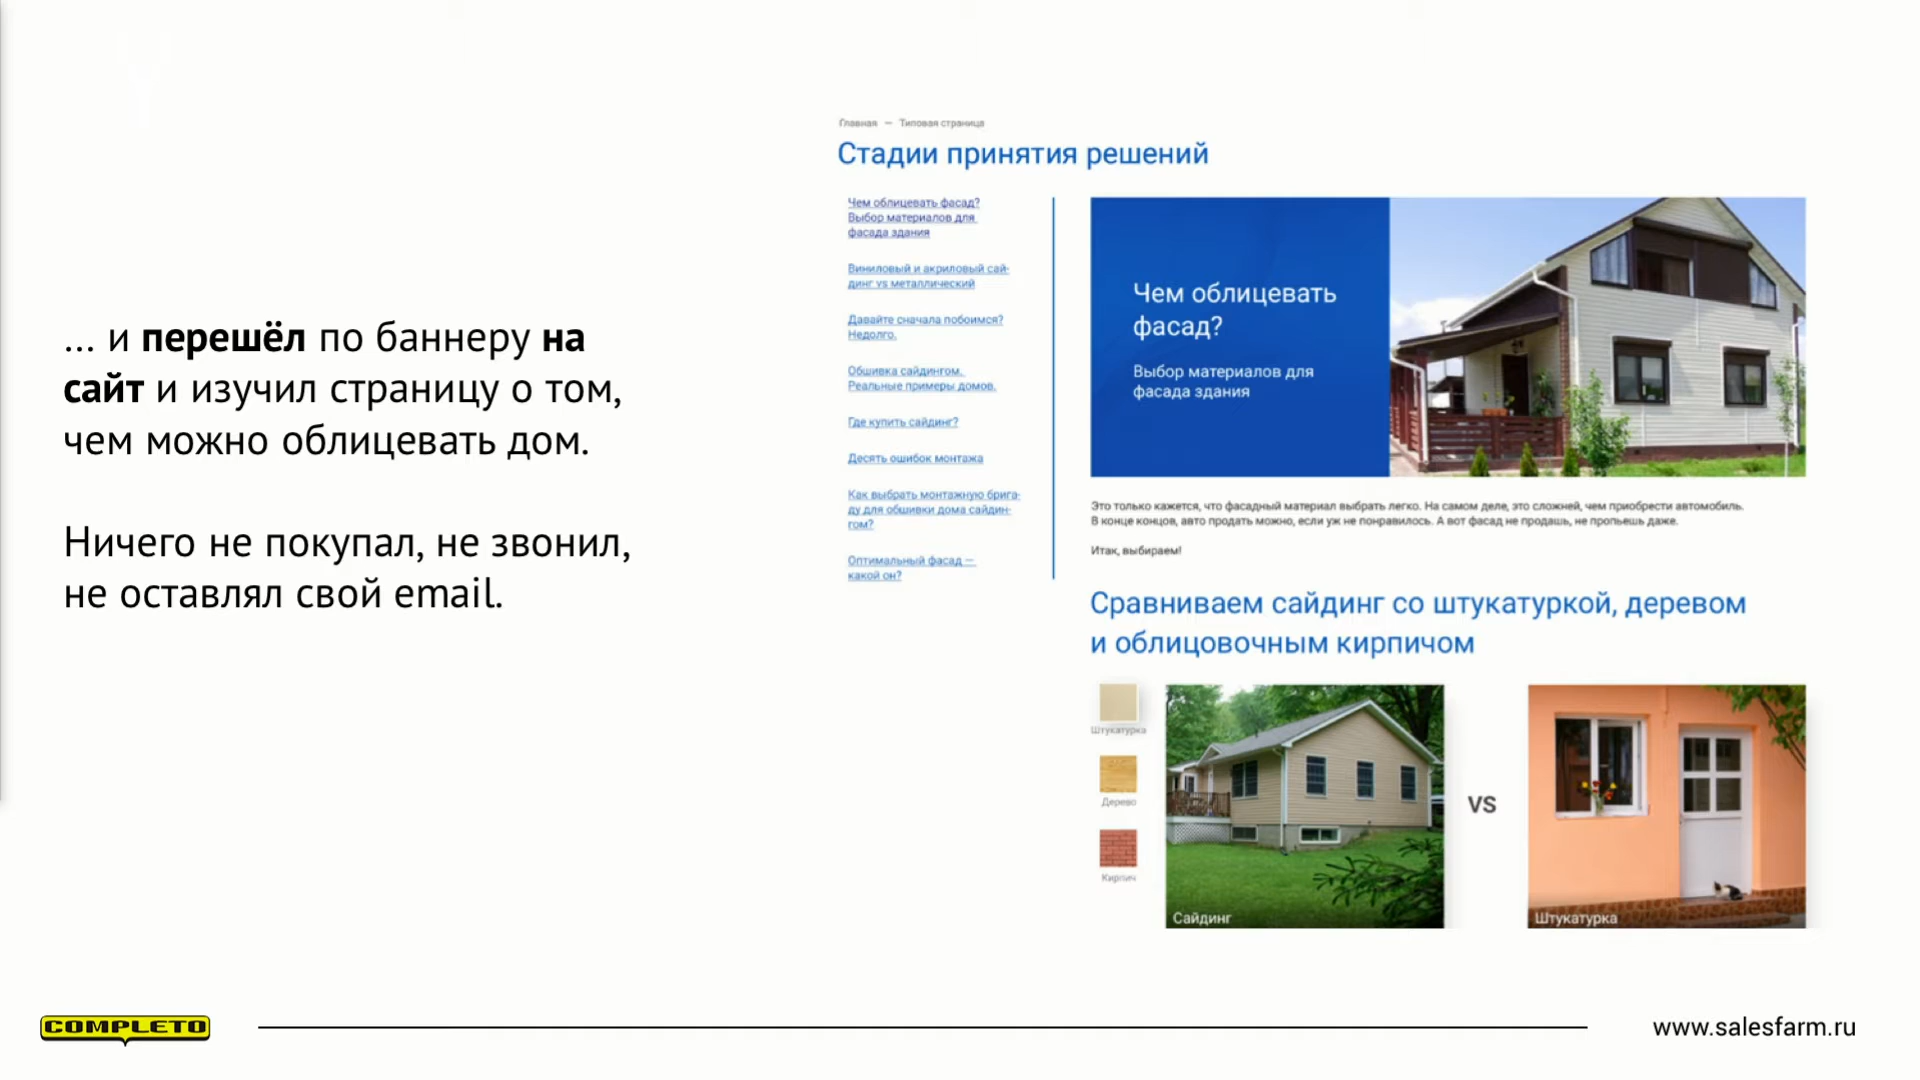 ... и перешёл по баннеру на
сайт и изучил страницу о том,
чем можно облицевать дом.
Ничего не покупал, не звонил,
не оставлял свой email.
Главная — Типовая страница
Стадии принятия решений
Чем облицевать фасад?
Выбор материалов для
фасада здания
Виниловый и акриловый сай-
динг vs металлический
Давайте сначала побоимся?
Недолго.
Обшивка сайдингом.
Реальные примеры домов.
Где купить сайдинг?
Десять ошибок монтажа
Как выбрать монтажную брига-
ду для обшивки дома сайдин-
гом?
Оптимальный фасад —
какой он?
Чем облицевать
фасад?
Выбор материалов для
фасада здания
Это только кажется, что фасадный материал выбрать легко. На самом деле, это сложней, чем приобрести автомобиль.
В конце концов, авто продать можно, если уж не понравилось. А вот фасад не продашь, не пропьешь даже.
Итак, выбираем!
Сравниваем сайдинг со штукатуркой, деревом
и облицовочным кирпичом
Штукатурка
Дерево
Кирпич
Сайдинг
VS
Штукатурка
COMPLETO
www.salesfarm.ru